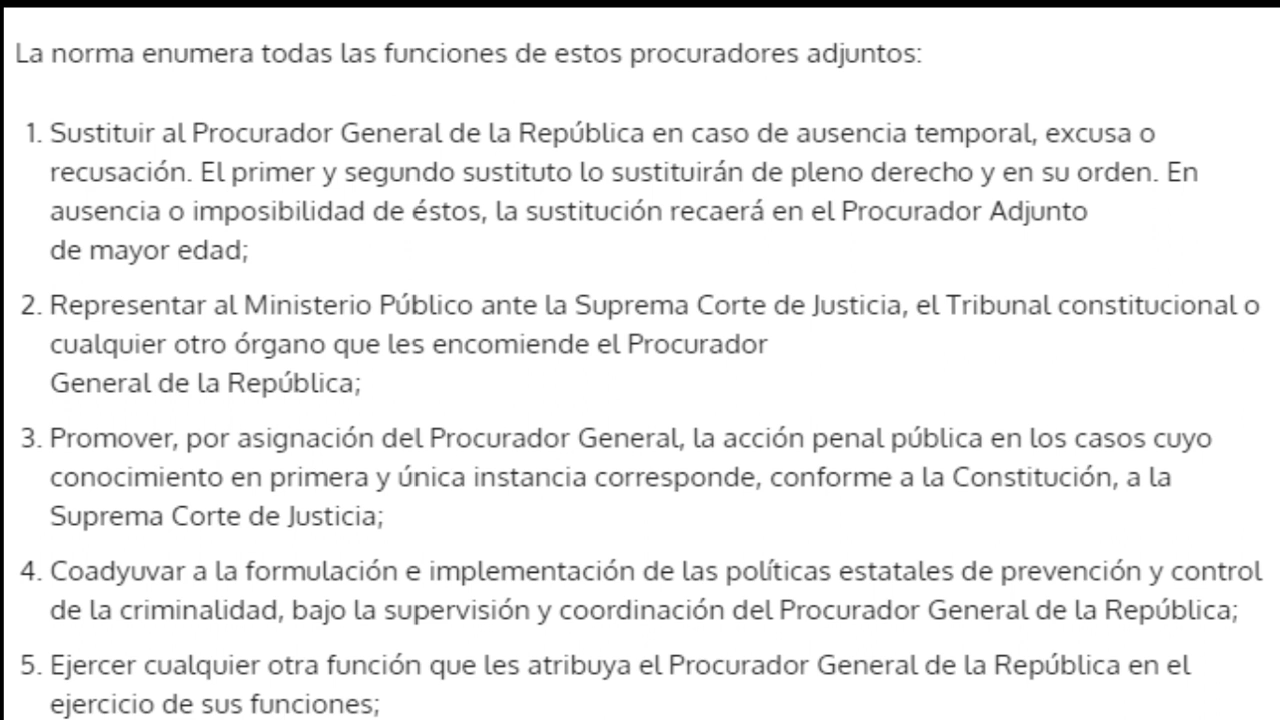 La norma enumera todas las funciones de estos procuradores adjuntos:
1. Sustituir al Procurador General de la República en caso de ausencia temporal, excusa o
recusación. El primer y segundo sustituto lo sustituirán de pleno derecho y en su orden. En
ausencia o imposibilidad de éstos, la sustitución recaerá en el Procurador Adjunto
de mayor edad;
2. Representar al Ministerio Público ante la Suprema Corte de Justicia, el Tribunal constitucional o
cualquier otro órgano que les encomiende el Procurador
General de la República;
3. Promover, por asignación del Procurador General, la acción penal pública en los casos cuyo
conocimiento en primera y única instancia corresponde, conforme a la Constitución, a la
Suprema Corte de Justicia;
4. Coadyuvar a la formulación e implementación de las políticas estatales de prevención y control
de la criminalidad, bajo la supervisión y coordinación del Procurador General de la República;
5. Ejercer cualquier otra función que les atribuya el Procurador General de la República en el
ejercicio de sus funciones;